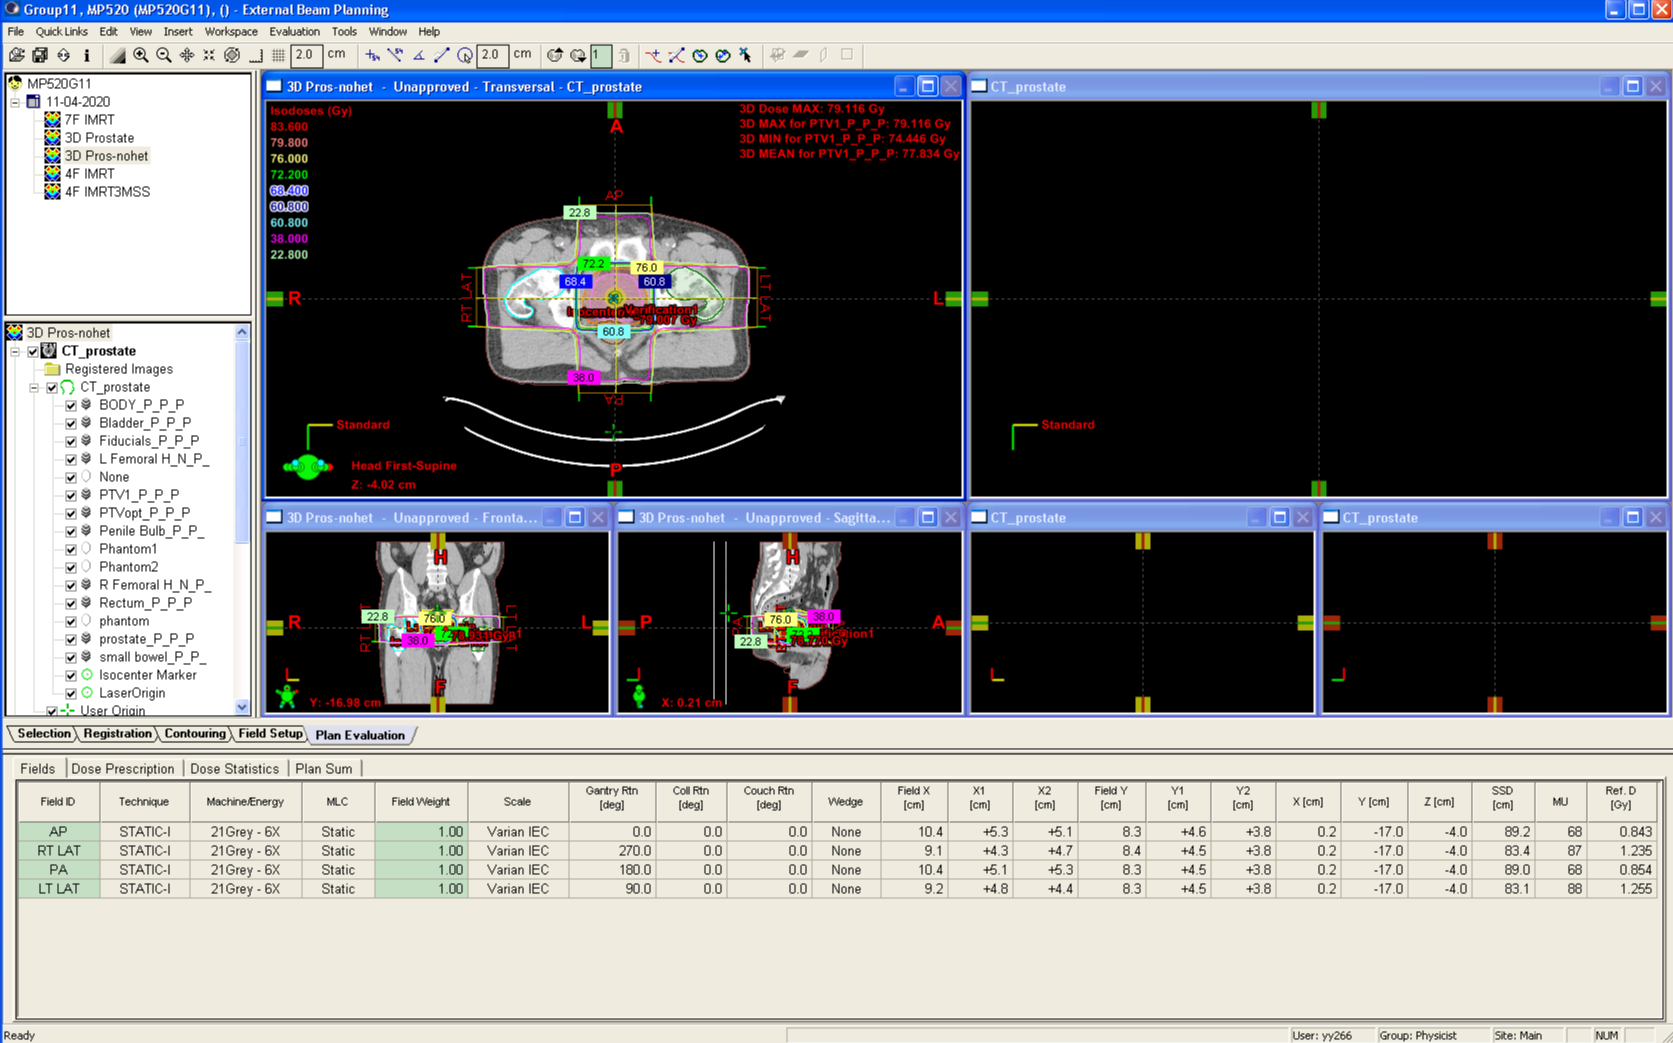 Group11, MP520 (MP520G11), () - External Beam Planning
File Quick Links Edit View Insert Workspace Evaluation Tools Window Help
2.0 cm 2.0 cm 1
MP520G11
11-04-2020
7F IMRT
3D Prostate
3D Pros-nohet
4F IMRT
4F IMRT3MSS
3D Pros-nohet
CT_prostate
Registered Images
CT_prostate
BODY_P_P_P
Bladder_P_P_P
Fiducials_P_P_P
L Femoral H_N_P_
None
PTV1_P_P_P
PTVopt_P_P_P
Penile Bulb_P_P_
Phantom1
Phantom2
R Femoral H_N_P_
Rectum_P_P_P
phantom
prostate_P_P_P
small bowel_P_P_
Isocenter Marker
LaserOrigin
User Origin
3D Pros-nohet - Unapproved - Transversal - CT_prostate
Isodoses (Gy)
83.600
79.800
76.000
72.200
68.400
60.800
60.800
38.000
22.800
3D Dose MAX: 79.116 Gy
3D MAX for PTV1_P_P_P: 79.116 Gy
3D MIN for PTV1_P_P_P: 74.446 Gy
3D MEAN for PTV1_P_P_P: 77.834 Gy
A
AP
22.8
72.2
76.0
68.4
60.8
R
RT LAT
LT LAT
L
60.8
38.0
PA
P
Standard
Head First-Supine
Z: -4.02 cm
CT_prostate
Standard
3D Pros-nohet - Unapproved - Fronta...
H
R
22.8
76.0
38.0
L
F
Y: -16.98 cm
3D Pros-nohet - Unapproved - Sagitta...
H
P
PA
76.0
38.0
22.8
A
F
X: 0.21 cm
CT_prostate
CT_prostate
Selection Registration Contouring Field Setup Plan Evaluation
Fields Dose Prescription Dose Statistics Plan Sum
Field ID Technique Machine/Energy MLC Field Weight Scale Gantry Rtn [deg] Coll Rtn [deg] Couch Rtn [deg] Wedge Field X [cm] X1 [cm] X2 [cm] Field Y [cm] Y1 [cm] Y2 [cm] X [cm] Y [cm] Z [cm] SSD [cm] MU Ref. D [Gy]
AP STATIC-I 21Grey - 6X Static 1.00 Varian IEC 0.0 0.0 0.0 None 10.4 +5.3 +5.1 8.3 +4.6 +3.8 0.2 -17.0 -4.0 89.2 68 0.843
RT LAT STATIC-I 21Grey - 6X Static 1.00 Varian IEC 270.0 0.0 0.0 None 9.1 +4.3 +4.7 8.4 +4.5 +3.8 0.2 -17.0 -4.0 83.4 87 1.235
PA STATIC-I 21Grey - 6X Static 1.00 Varian IEC 180.0 0.0 0.0 None 10.4 +5.1 +5.3 8.3 +4.5 +3.8 0.2 -17.0 -4.0 89.0 68 0.854
LT LAT STATIC-I 21Grey - 6X Static 1.00 Varian IEC 90.0 0.0 0.0 None 9.2 +4.8 +4.4 8.3 +4.5 +3.8 0.2 -17.0 -4.0 83.1 88 1.255
Ready User: yy266 Group: Physicist Site: Main NUM